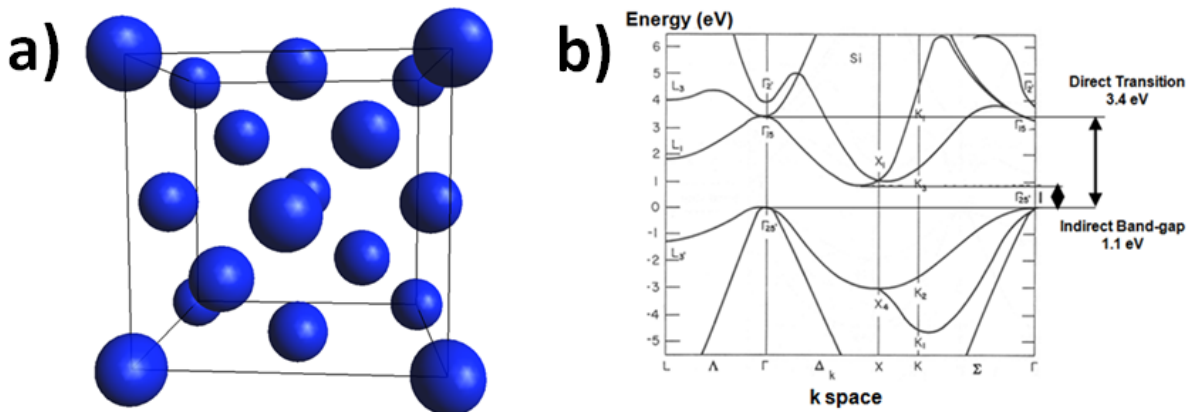 a)
b)
Energy (eV)
6
5
4
3
2
1
0
-1
-2
-3
-4
-5
Si
L3
L1
L3'
Γ2'
Γ15
Γ25'
X1
X4
K1
K3
K2
K1
Γ2'
Γ15
Γ25'
L Λ Γ Δ k X K Σ Γ
k space
Direct Transition
3.4 eV
Indirect Band-gap
1.1 eV